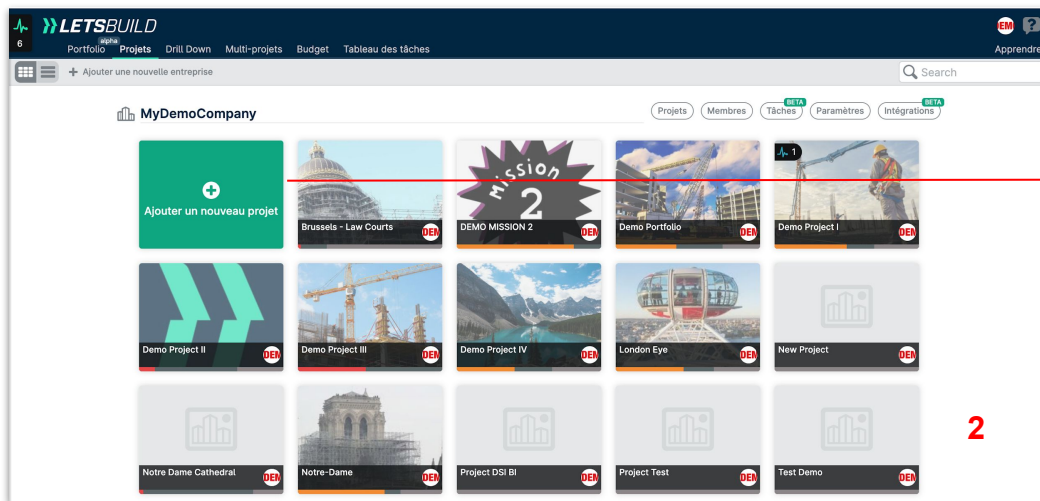 6
LETSBUILD
DEM
?
alpha
Portfolio Projets Drill Down Multi-projets Budget Tableau des tâches
Apprendre
Ajouter une nouvelle entreprise
Search
MyDemoCompany
BETA
BETA
Projets Membres Tâches Paramètres Intégrations
1
Ajouter un nouveau projet
Mission
2
Brussels - Law Courts
DEM
DEMO MISSION 2
DEM
Demo Portfolio
DEM
Demo Project I
DEM
Demo Project II
DEM
Demo Project III
DEM
Demo Project IV
DEM
London Eye
DEM
New Project
DEM
2
Notre Dame Cathedral
DEM
Notre-Dame
DEM
Project DSI BI
DEM
Project Test
DEM
Test Demo
DEM